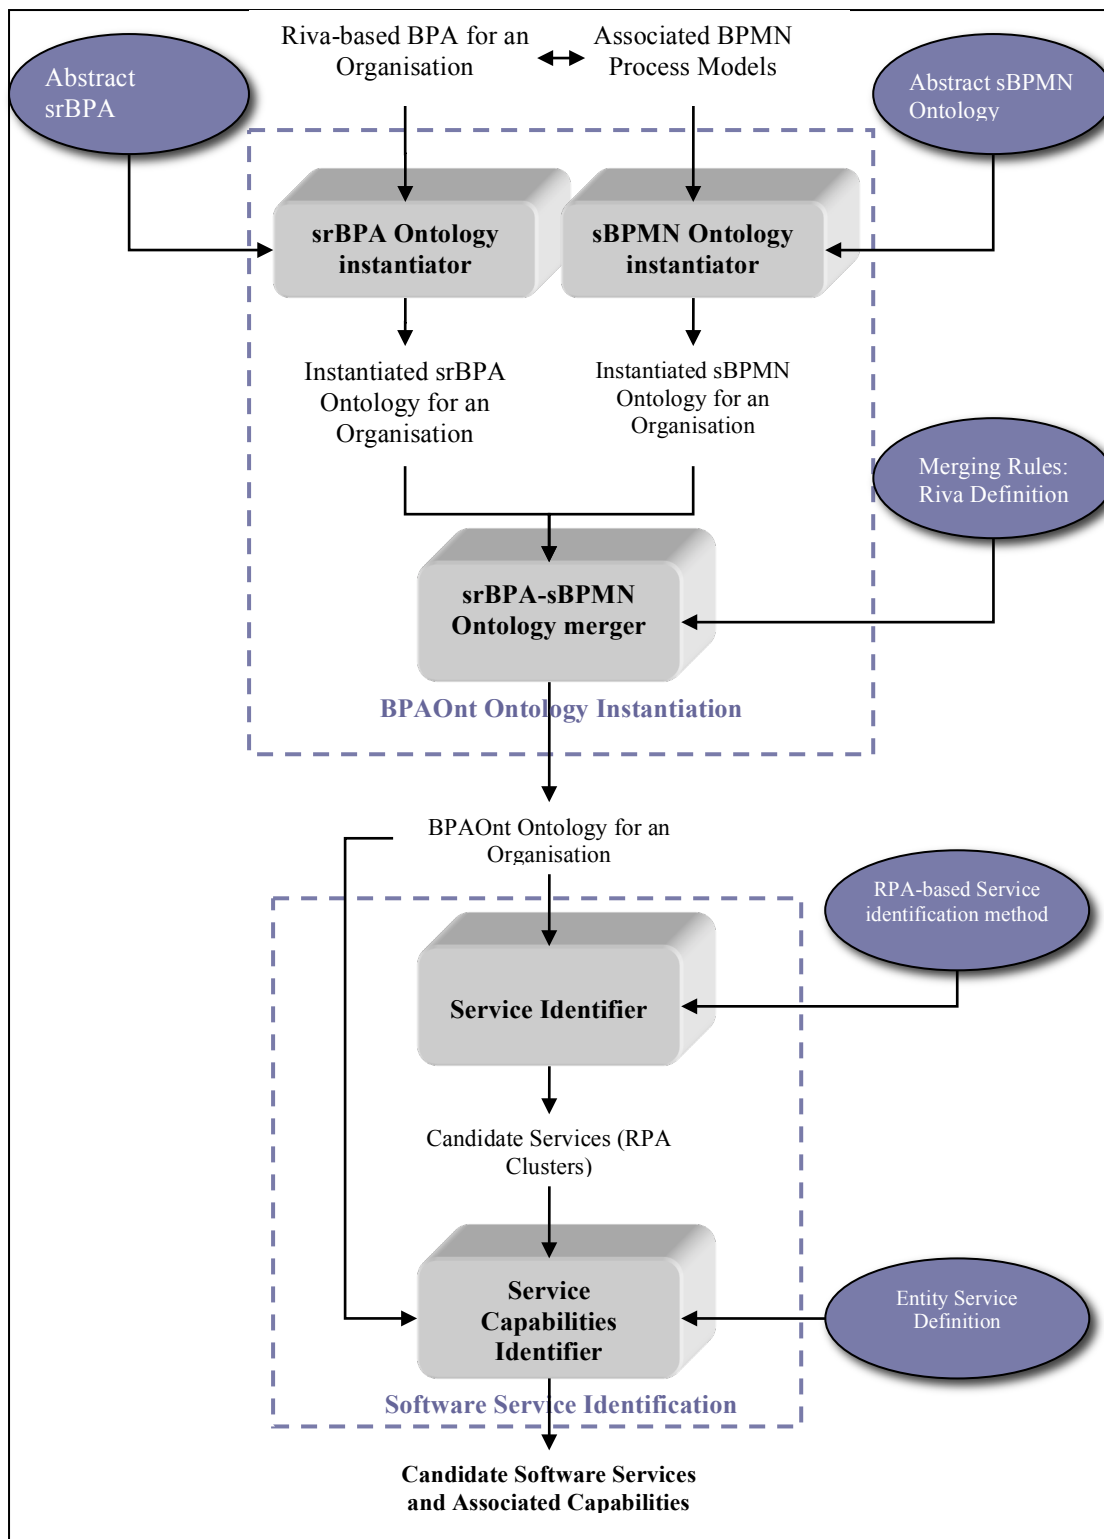 Riva-based BPA for an
Organisation
Associated BPMN
Process Models
Abstract
srBPA
Abstract sBPMN
Ontology
srBPA Ontology
instantiator
sBPMN Ontology
instantiator
Instantiated srBPA
Ontology for an
Organisation
Instantiated sBPMN
Ontology for an
Organisation
Merging Rules:
Riva Definition
srBPA-sBPMN
Ontology merger
BPAOnt Ontology Instantiation
BPAOnt Ontology for an
Organisation
RPA-based Service
identification method
Service Identifier
Candidate Services (RPA
Clusters)
Service
Capabilities
Identifier
Entity Service
Definition
Software Service Identification
Candidate Software Services
and Associated Capabilities